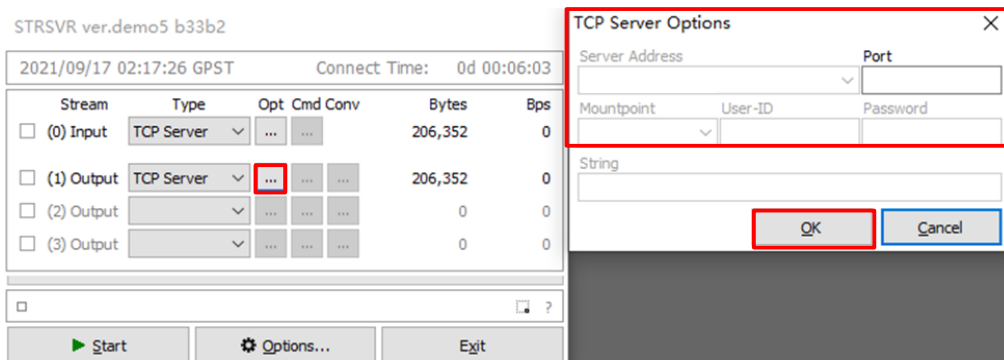 STRSVR ver.demo5 b33b2
2021/09/17 02:17:26 GPST Connect Time: 0d 00:06:03
Stream Type Opt Cmd Conv Bytes Bps
(0) Input TCP Server ... ... 206,352 0
(1) Output TCP Server ... ... ... 206,352 0
(2) Output ... ... ... 0 0
(3) Output ... ... ... 0 0
?
Start Options... Exit
TCP Server Options
Server Address Port
Mountpoint User-ID Password
String
OK Cancel